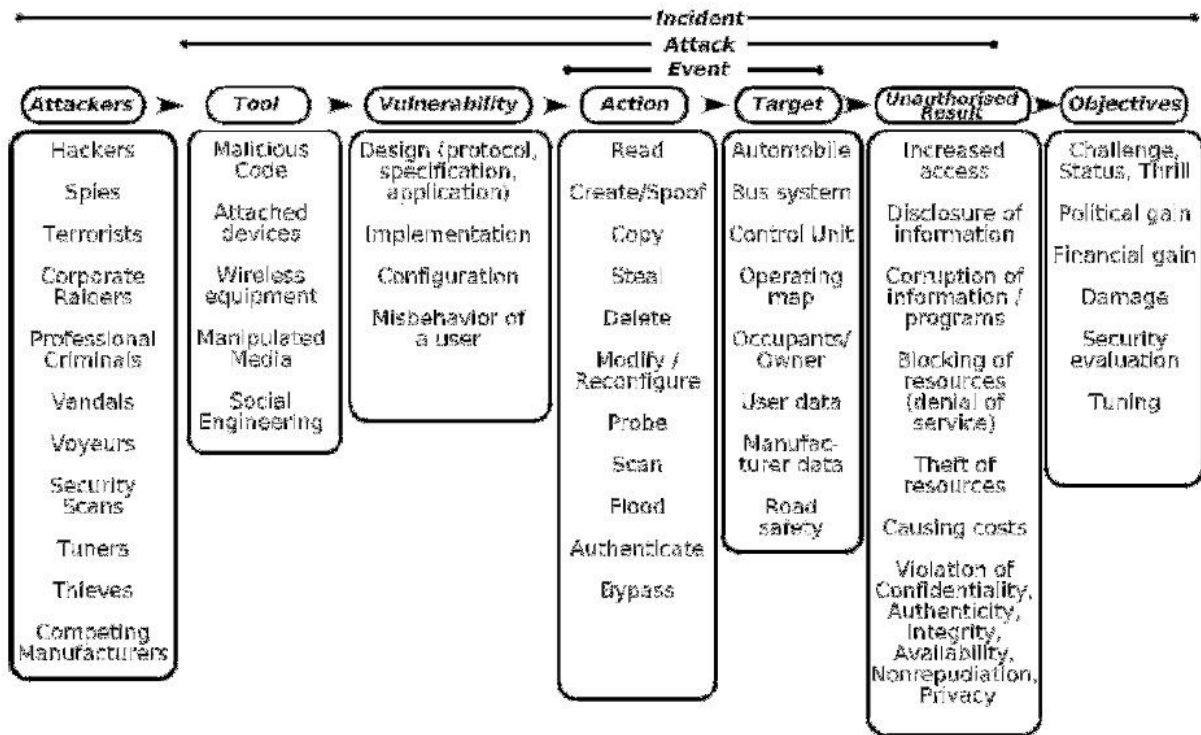 Incident
Attack
Event
Attackers
Tool
Vulnerability
Action
Target
Unauthorised
Result
Objectives
Hackers
Spies
Terrorists
Corporate
Raiders
Professional
Criminals
Vandals
Voyeurs
Security
Scans
Tuners
Thieves
Competing
Manufacturers
Malicious
Code
Attached
devices
Wireless
equipment
Manipulated
Media
Social
Engineering
Design (protocol,
specification,
application)
Implementation
Configuration
Misbehavior of
a user
Read
Create/Spoof
Copy
Steal
Delete
Modify /
Reconfigure
Probe
Scan
Flood
Authenticate
Bypass
Automobile
Bus system
Control Unit
Operating
map
Occupants/
Owner
User data
Manufac-
turer data
Road
safety
Increased
access
Disclosure of
information
Corruption of
information /
programs
Blocking of
resources
(denial of
service)
Theft of
resources
Causing costs
Violation of
Confidentiality,
Authenticity,
Integrity,
Availability,
Nonrepudiation,
Privacy
Challenge,
Status, Thrill
Political gain
Financial gain
Damage
Security
evaluation
Tuning